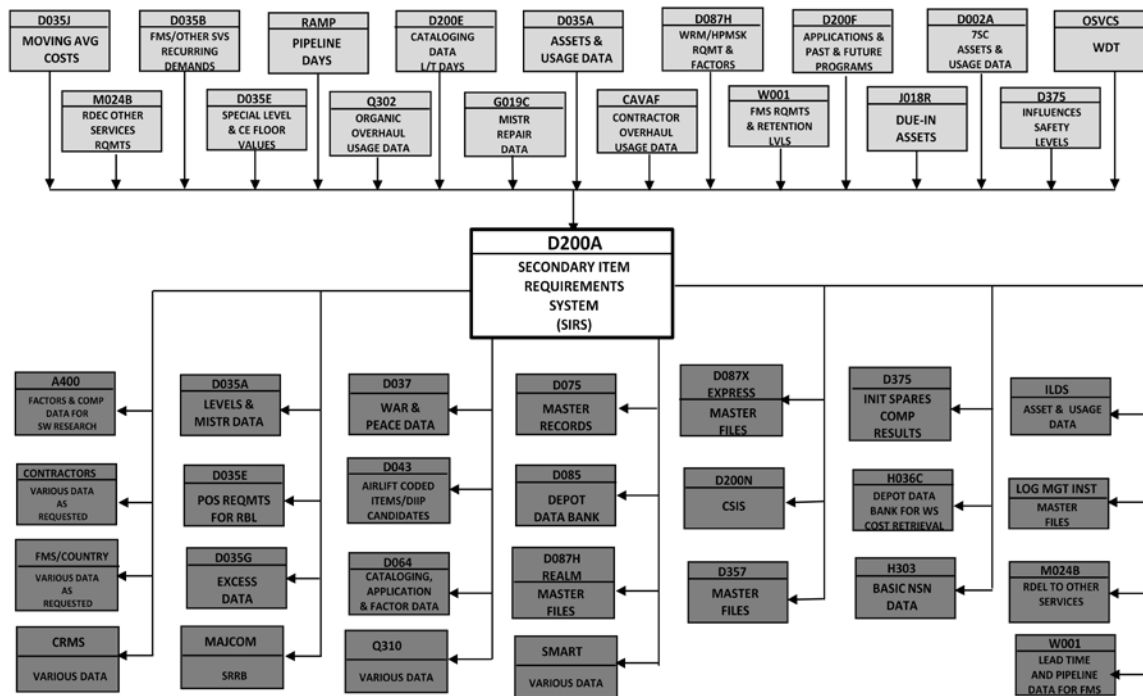 D035J
MOVING AVG
COSTS
D035B
FMS/OTHER SVS
RECURRING
DEMANDS
RAMP
PIPELINE
DAYS
D200E
CATALOGING
DATA
L/T DAYS
D035A
ASSETS &
USAGE DATA
D087H
WRM/HPMSK
RQMT &
FACTORS
D200F
APPLICATIONS &
PAST & FUTURE
PROGRAMS
D002A
7SC
ASSETS &
USAGE DATA
OSVCS
WDT
M024B
RDEC OTHER
SERVICES
RQMTS
D035E
SPECIAL LEVEL
& CE FLOOR
VALUES
Q302
ORGANIC
OVERHAUL
USAGE DATA
G019C
MISTR
REPAIR
DATA
CAVAF
CONTRACTOR
OVERHAUL
USAGE DATA
W001
FMS RQMTS
& RETENTION
LVLS
J018R
DUE-IN
ASSETS
D375
INFLUENCES
SAFETY
LEVELS
D200A
SECONDARY ITEM
REQUIREMENTS
SYSTEM
(SIRS)
A400
FACTORS & COMP
DATA FOR
SW RESEARCH
D035A
LEVELS &
MISTR DATA
D037
WAR &
PEACE DATA
D075
MASTER
RECORDS
D087X
EXPRESS
MASTER
FILES
D375
INIT SPARES
COMP
RESULTS
ILDS
ASSET & USAGE
DATA
CONTRACTORS
VARIOUS DATA
AS
REQUESTED
D035E
POS REQMTS
FOR RBL
D043
AIRLIFT CODED
ITEMS/DIIP
CANDIDATES
D085
DEPOT
DATA BANK
D200N
CSIS
H036C
DEPOT DATA
BANK FOR WS
COST RETRIEVAL
LOG MGT INST
MASTER
FILES
FMS/COUNTRY
VARIOUS DATA
AS
REQUESTED
D035G
EXCESS
DATA
D064
CATALOGING,
APPLICATION
& FACTOR DATA
D087H
REALM
MASTER
FILES
D357
MASTER
FILES
H303
BASIC NSN
DATA
M024B
RDEL TO OTHER
SERVICES
CRMS
VARIOUS DATA
MAJCOM
SRRB
Q310
VARIOUS DATA
SMART
VARIOUS DATA
W001
LEAD TIME
AND PIPELINE
DATA FOR FMS